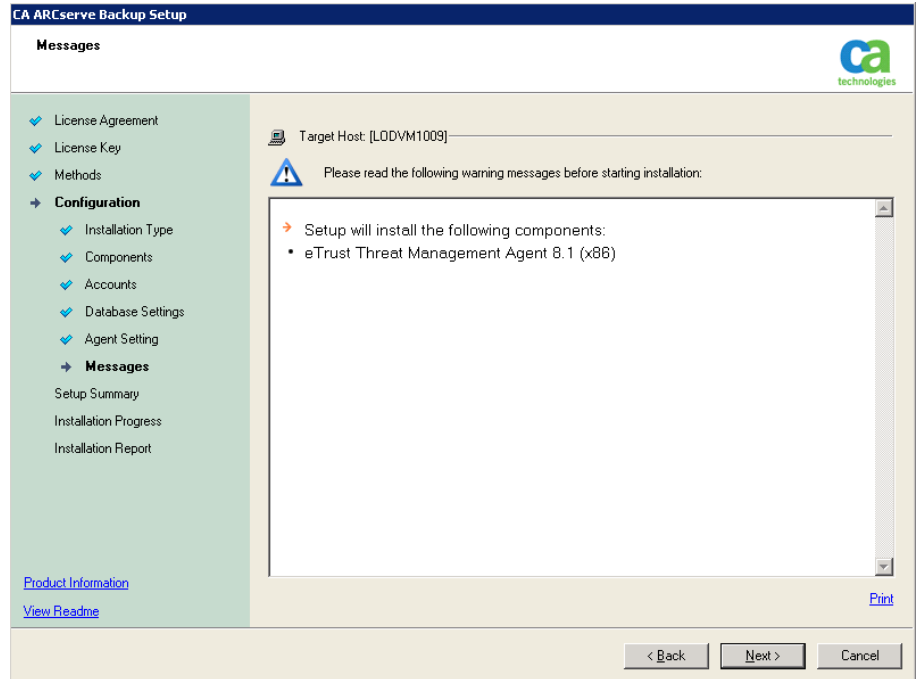 CA ARCserve Backup Setup
Messages
ca
technologies
License Agreement
License Key
Methods
Configuration
Installation Type
Components
Accounts
Database Settings
Agent Setting
Messages
Setup Summary
Installation Progress
Installation Report
Product Information
View Readme
Target Host: [LODVM1009]
Please read the following warning messages before starting installation:
Setup will install the following components:
• eTrust Threat Management Agent 8.1 (x86)
Print
< Back
Next >
Cancel